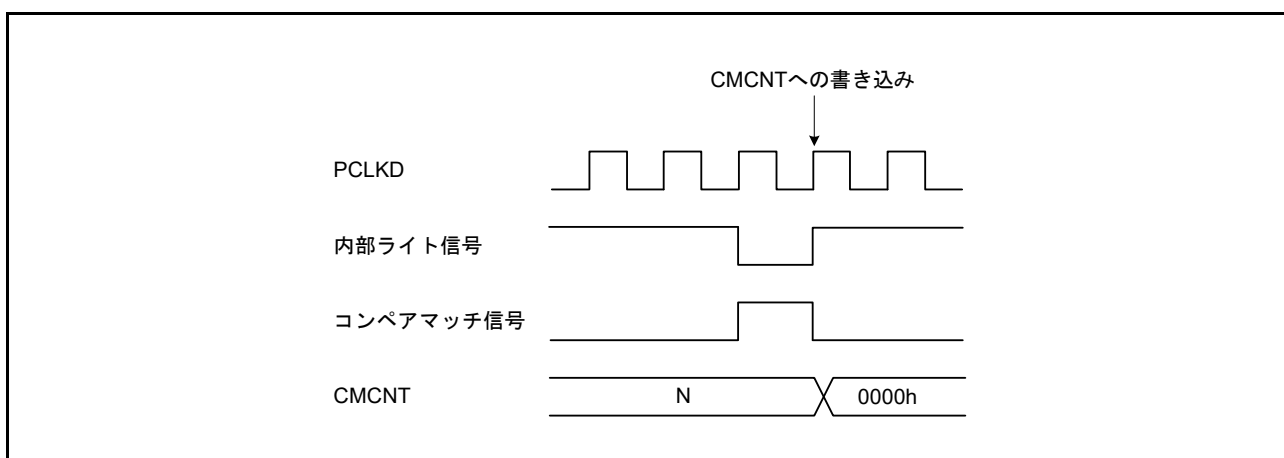 CMCNTへの書き込み
PCLKD
内部ライト信号
コンペアマッチ信号
CMCNT
N
0000h